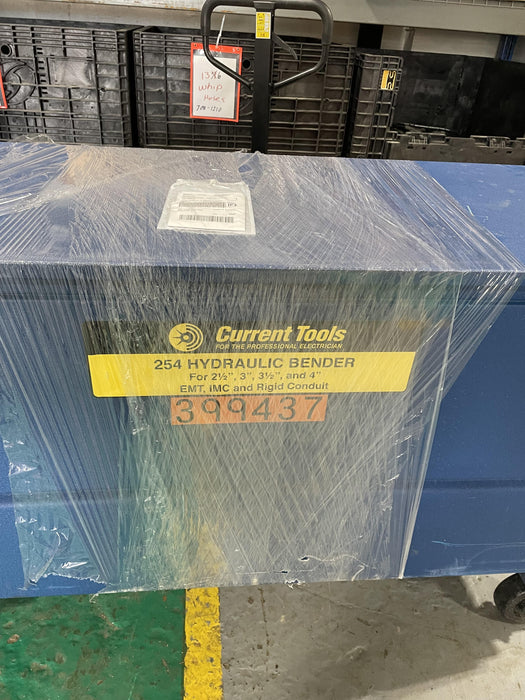 1346
Whip
Current Tools
FOR THE PROFESSIONAL ELECTRICIAN
254 HYDRAULIC BENDER
For 2½", 3", 3½", and 4"
EMT, IMC and Rigid Conduit
399437